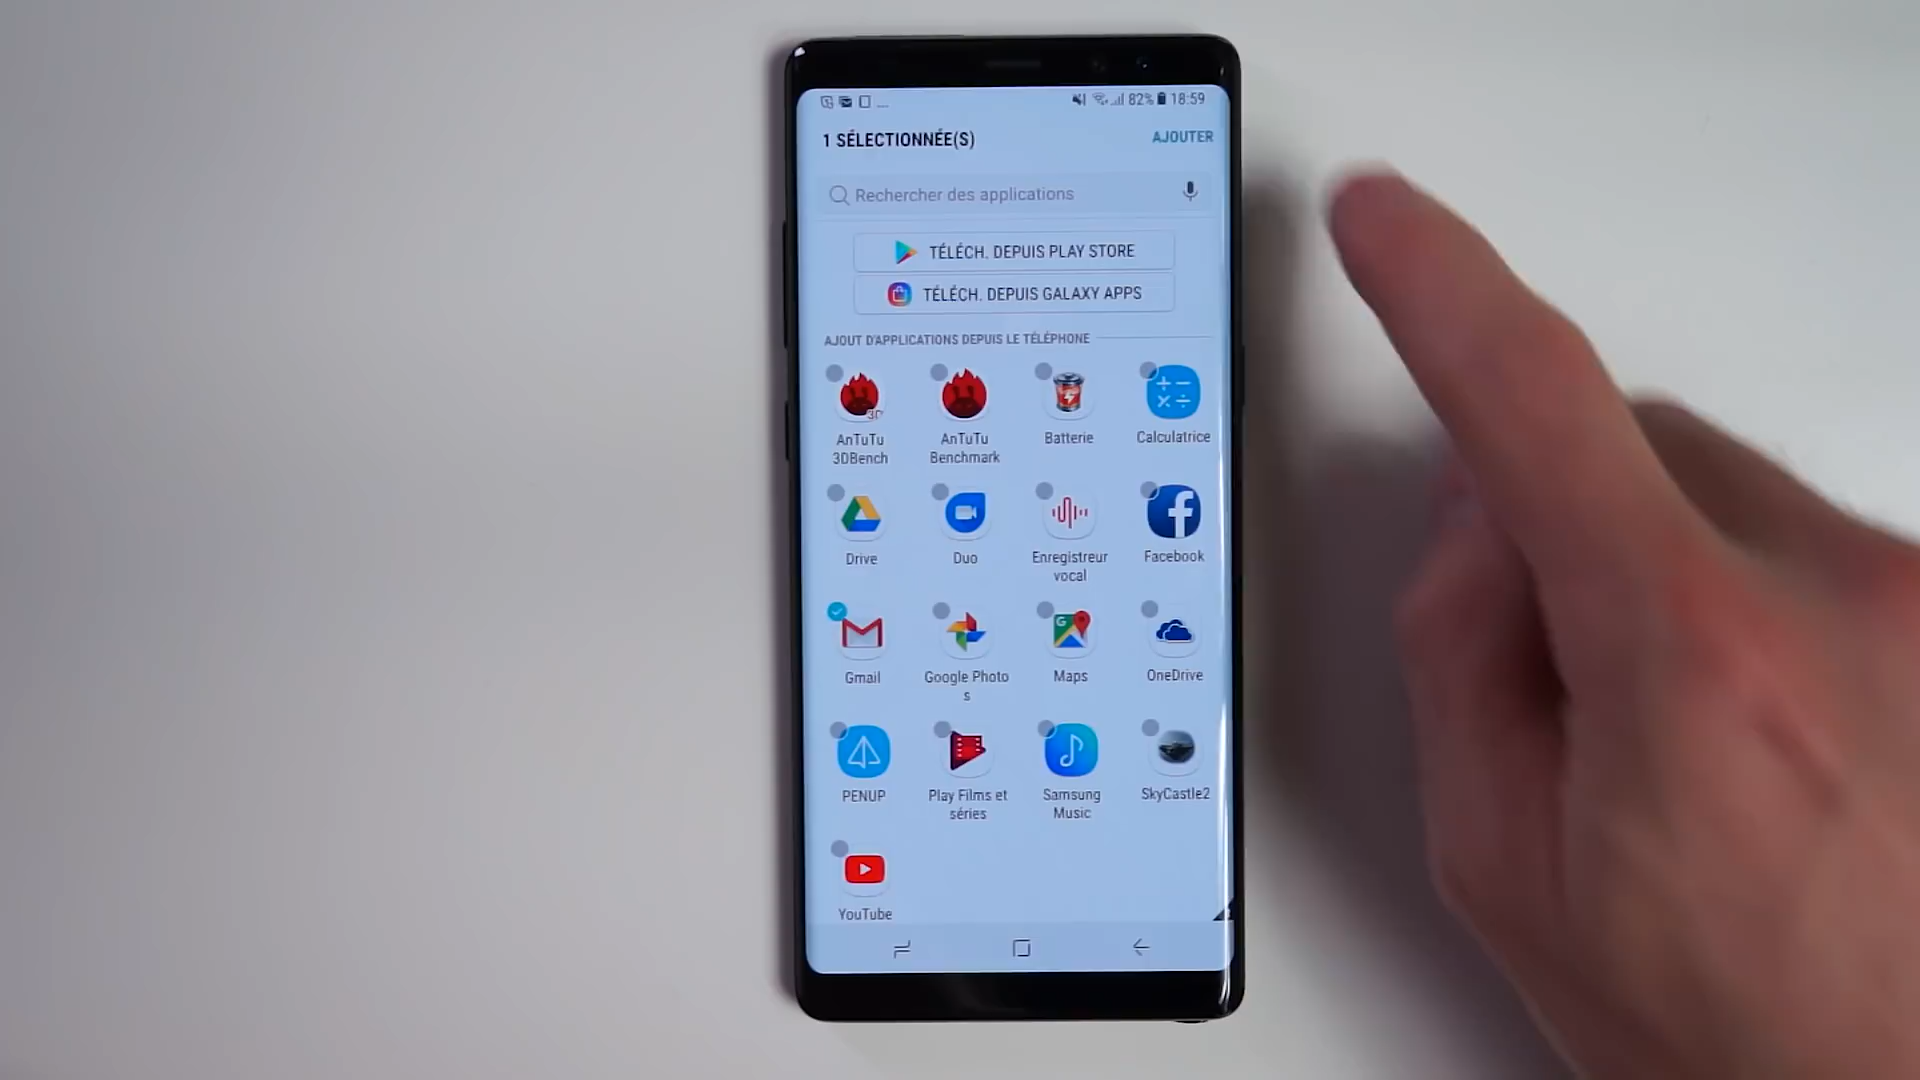 82% 18:59
1 SÉLECTIONNÉE(S)
AJOUTER
Rechercher des applications
TÉLÉCH. DEPUIS PLAY STORE
TÉLÉCH. DEPUIS GALAXY APPS
AJOUT D'APPLICATIONS DEPUIS LE TÉLÉPHONE
AnTuTu
3DBench
AnTuTu
Benchmark
Batterie
Calculatrice
Drive
Duo
Enregistreur
vocal
Facebook
Gmail
Google Photo
s
Maps
OneDrive
PENUP
Play Films et
séries
Samsung
Music
SkyCastle2
YouTube